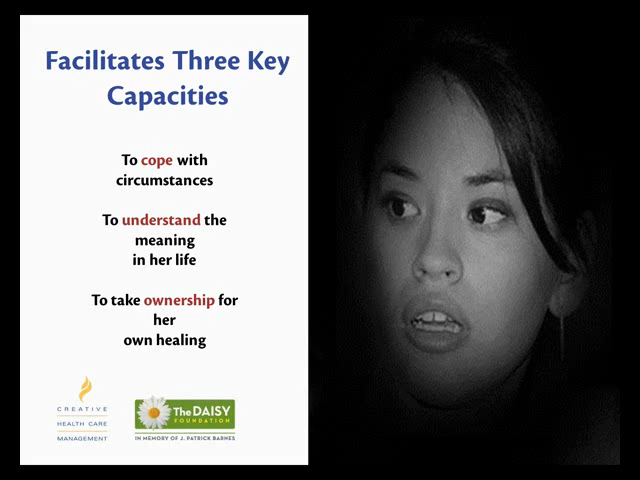 Facilitates Three Key
Capacities
To cope with
circumstances
To understand the
meaning
in her life
To take ownership for
her
own healing
CREATIVE
HEALTH CARE
MANAGEMENT
The DAISY
FOUNDATION
IN MEMORY OF J. PATRICK BARNES